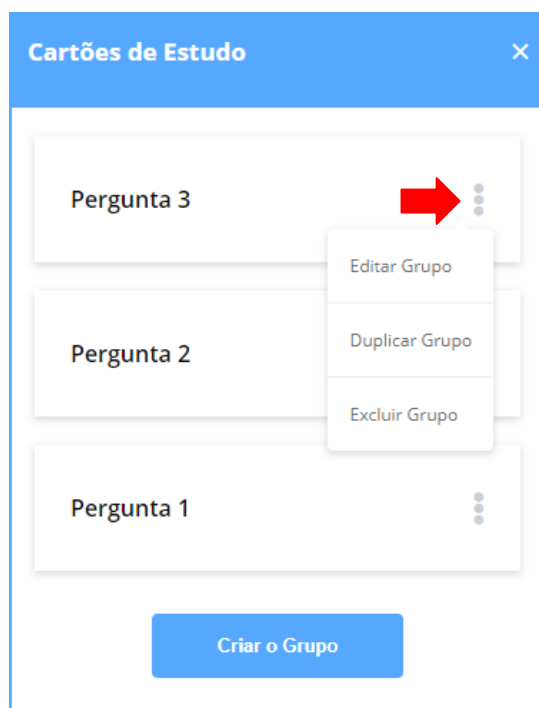 Cartões de Estudo ×
Pergunta 3
Editar Grupo
Duplicar Grupo
Pergunta 2
Excluir Grupo
Pergunta 1
Criar o Grupo